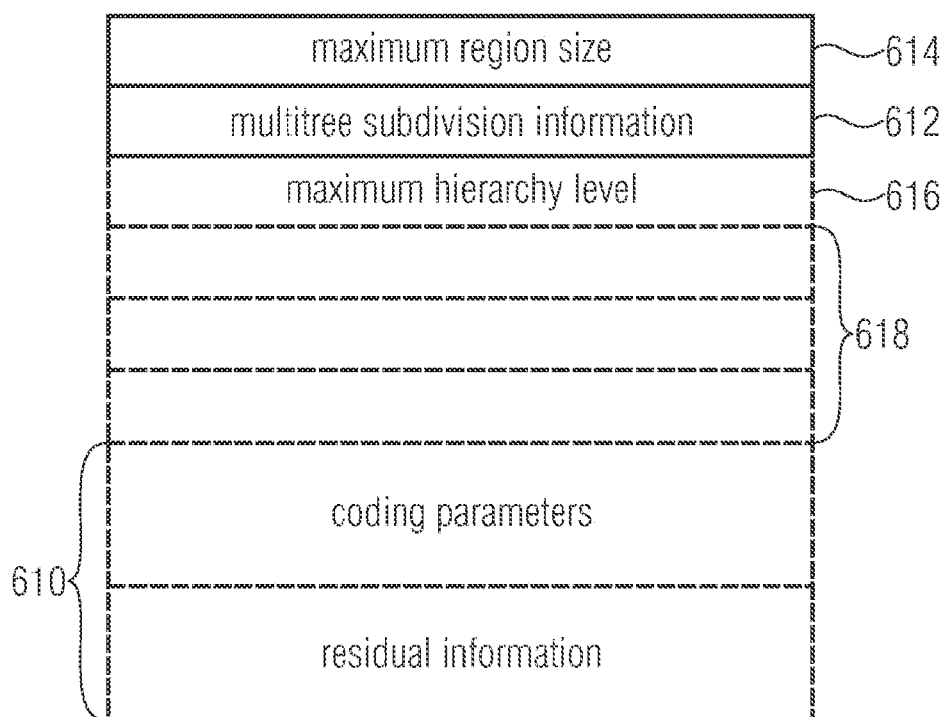 maximum region size 614
multitree subdivision information 612
maximum hierarchy level 616
618
coding parameters
610
residual information